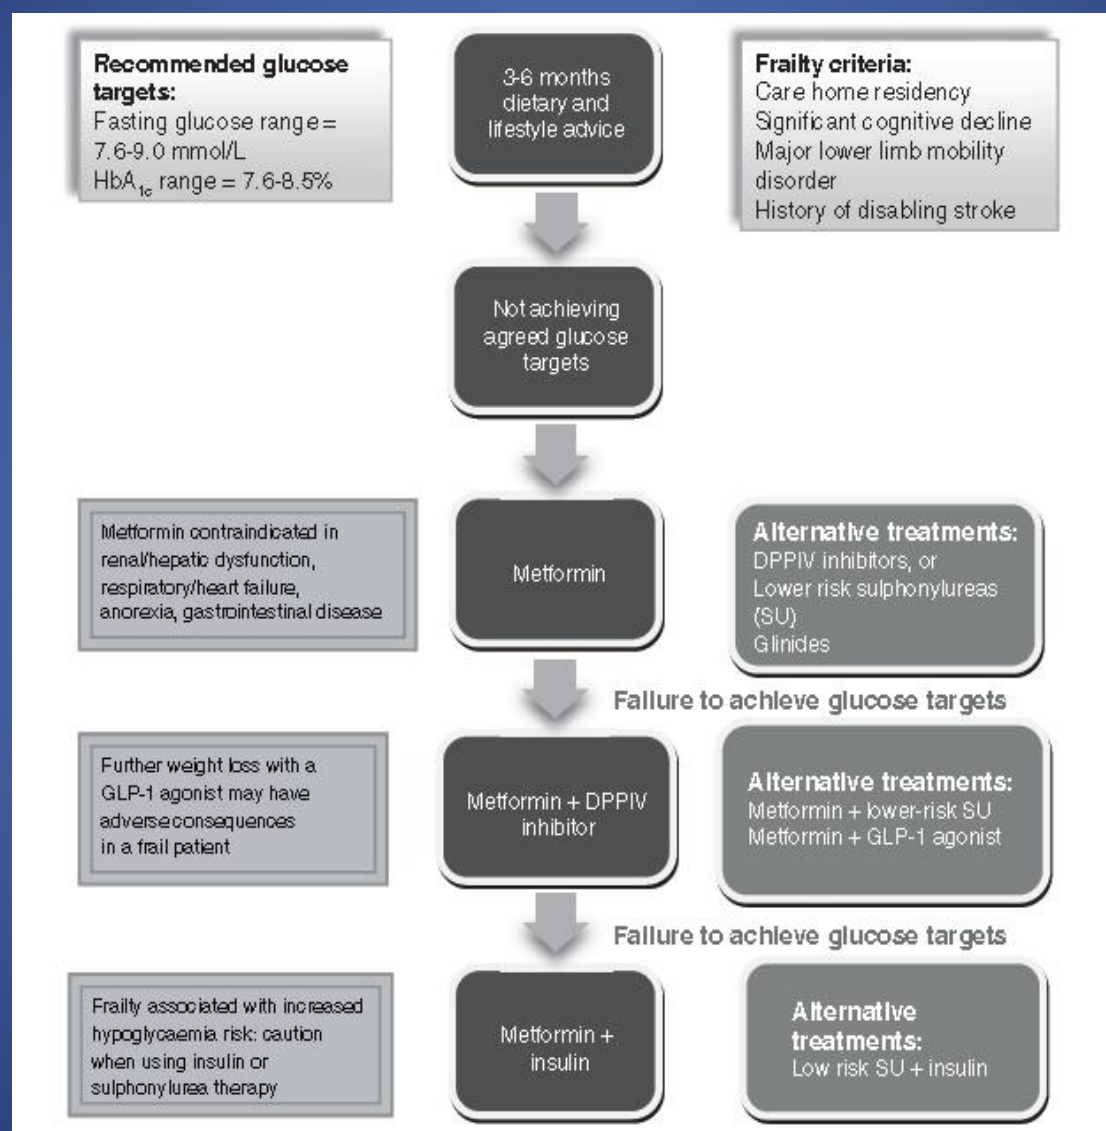 Recommended glucose
targets:
Fasting glucose range =
7.6-9.0 mmol/L
HbA1c range = 7.6-8.5%
3-6 months
dietary and
lifestyle advice
Frailty criteria:
Care home residency
Significant cognitive decline
Major lower limb mobility
disorder
History of disabling stroke
Not achieving
agreed glucose
targets
Metformin contraindicated in
renal/hepatic dysfunction,
respiratory/heart failure,
anorexia, gastrointestinal disease
Metformin
Alternative treatments:
DPPIV inhibitors, or
Lower risk sulphonylureas
(SU)
Glinides
Failure to achieve glucose targets
Further weight loss with a
GLP-1 agonist may have
adverse consequences
in a frail patient
Metformin + DPPIV
inhibitor
Alternative treatments:
Metformin + lower-risk SU
Metformin + GLP-1 agonist
Failure to achieve glucose targets
Frailty associated with increased
hypoglycaemia risk: caution
when using insulin or
sulphonylurea therapy
Metformin +
insulin
Alternative
treatments:
Low risk SU + insulin